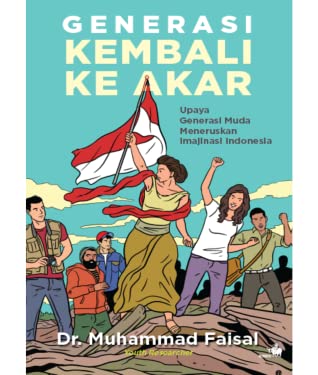 GENERASI
KEMBALI
KE AKAR
Upaya
Generasi Muda
Meneruskan
Imajinasi Indonesia
Dr. Muhammad Faisal
Youth Researcher